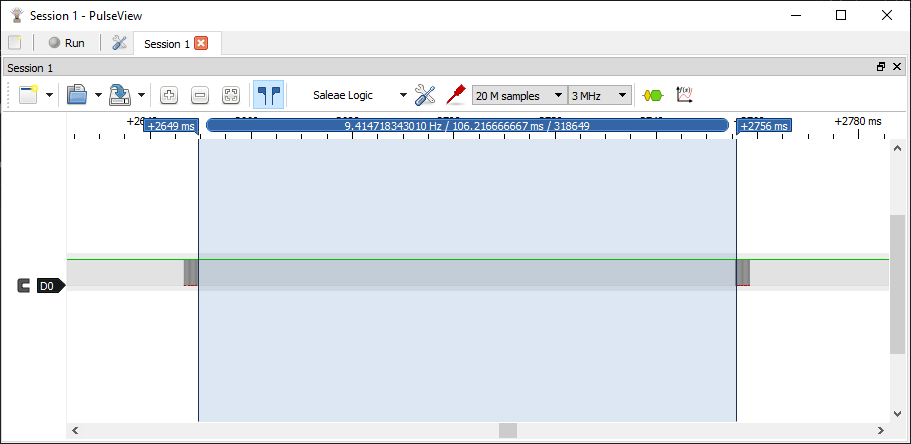 Session 1 - PulseView
Run
Session 1
Session 1
Saleae Logic
20 M samples
3 MHz
+2649 ms
9.414718343010 Hz / 106.216666667 ms / 318649
+2756 ms
+2780 ms
D0